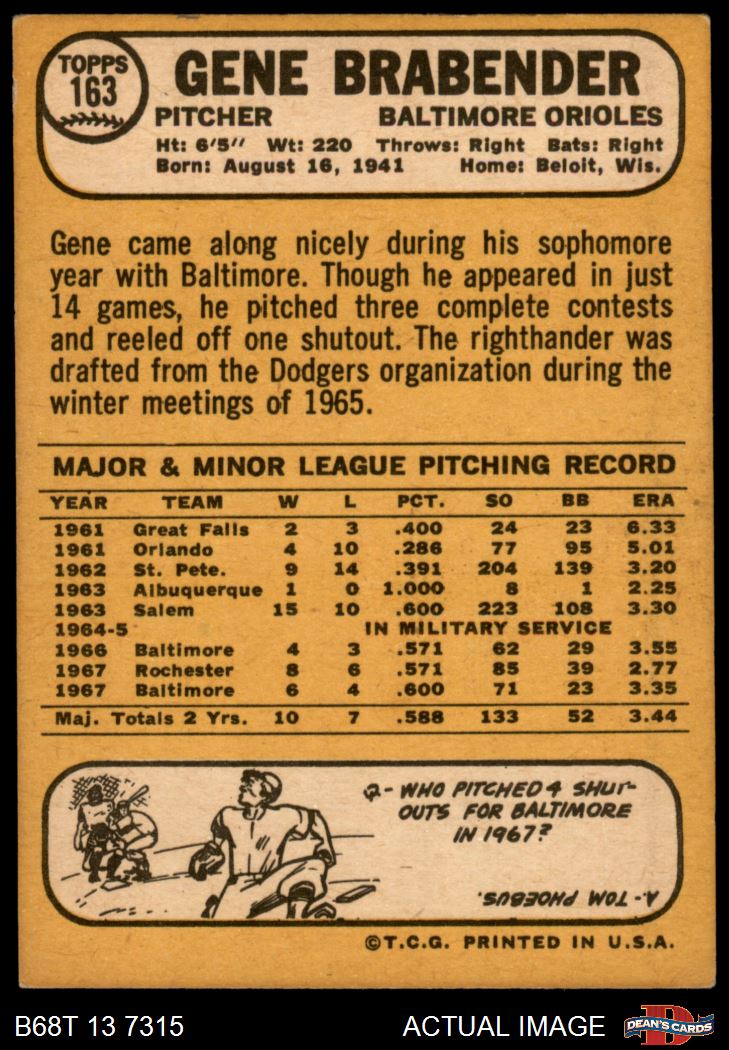 TOPPS
163
GENE BRABENDER
PITCHER BALTIMORE ORIOLES
Ht: 6'5" Wt: 220 Throws: Right Bats: Right
Born: August 16, 1941 Home: Beloit, Wis.
Gene came along nicely during his sophomore
year with Baltimore. Though he appeared in just
14 games, he pitched three complete contests
and reeled off one shutout. The righthander was
drafted from the Dodgers organization during the
winter meetings of 1965.
MAJOR & MINOR LEAGUE PITCHING RECORD
YEAR TEAM W L PCT. SO BB ERA
1961 Great Falls 2 3 .400 24 23 6.33
1961 Orlando 4 10 .286 77 95 5.01
1962 St. Pete. 9 14 .391 204 139 3.20
1963 Albuquerque 1 0 1.000 8 1 2.25
1963 Salem 15 10 .600 223 108 3.30
1964-5 IN MILITARY SERVICE
1966 Baltimore 4 3 .571 62 29 3.55
1967 Rochester 8 6 .571 85 39 2.77
1967 Baltimore 6 4 .600 71 23 3.35
Maj. Totals 2 Yrs. 10 7 .588 133 52 3.44
Q- WHO PITCHED 4 SHUT-
OUTS FOR BALTIMORE
IN 1967?
A- TOM PHOEBUS.
©T.C.G. PRINTED IN U.S.A.
B68T 13 7315 ACTUAL IMAGE
D
DEAN'S CARDS